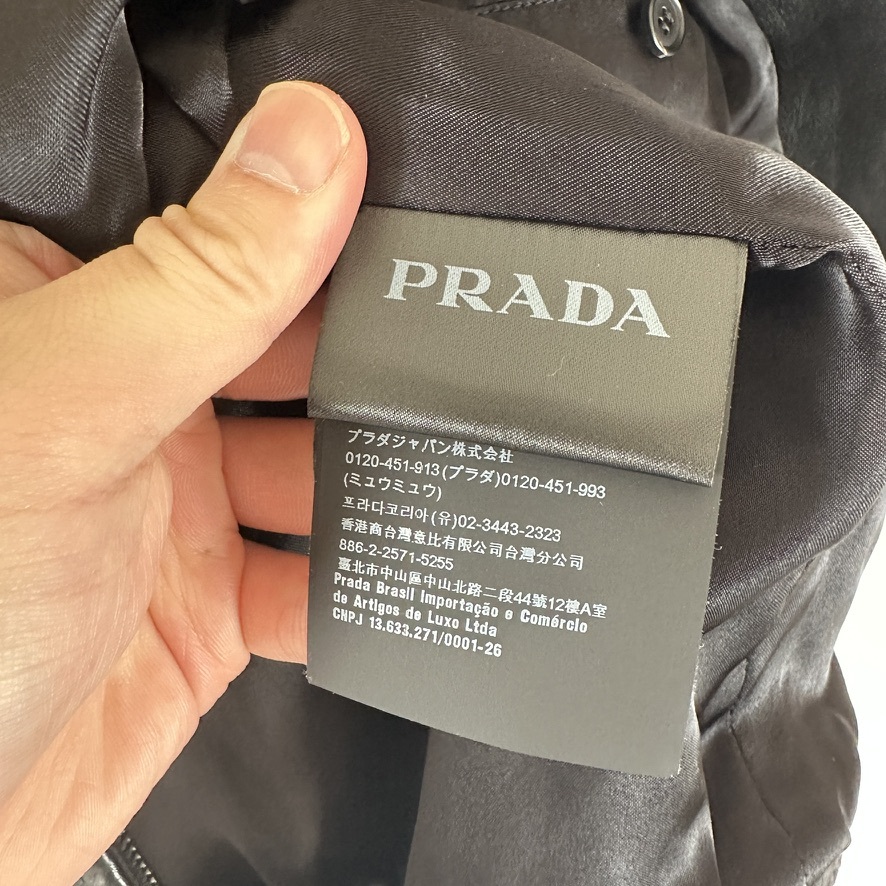 PRADA
プラダジャパン株式会社
0120-451-913(プラダ)0120-451-993
(ミュウミュウ)
프라다코리아(유)02-3443-2323
香港商台灣意比有限公司台灣分公司
886-2-2571-5255
臺北市中山區中山北路二段44號12樓A室
Prada Brasil Importação e Comércio
de Artigos de Luxo Ltda
CNPJ 13.633.271/0001-26